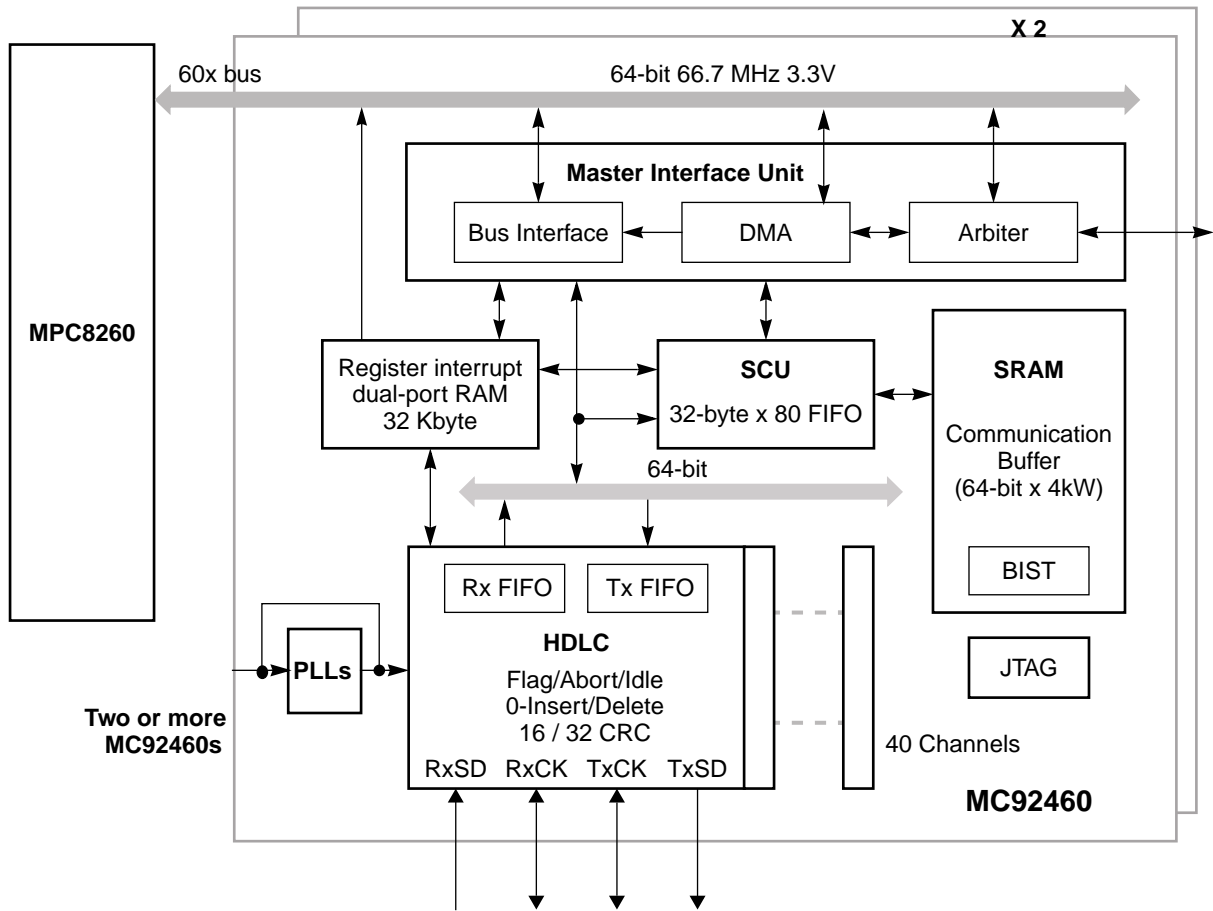 X 2
60x bus
64-bit 66.7 MHz 3.3V
Master Interface Unit
Bus Interface
DMA
Arbiter
MPC8260
Register interrupt
dual-port RAM
32 Kbyte
SCU
32-byte x 80 FIFO
SRAM
Communication
Buffer
(64-bit x 4kW)
BIST
64-bit
Rx FIFO
Tx FIFO
HDLC
Flag/Abort/Idle
0-Insert/Delete
16 / 32 CRC
RxSD
RxCK
TxCK
TxSD
PLLs
Two or more
MC92460s
JTAG
40 Channels
MC92460